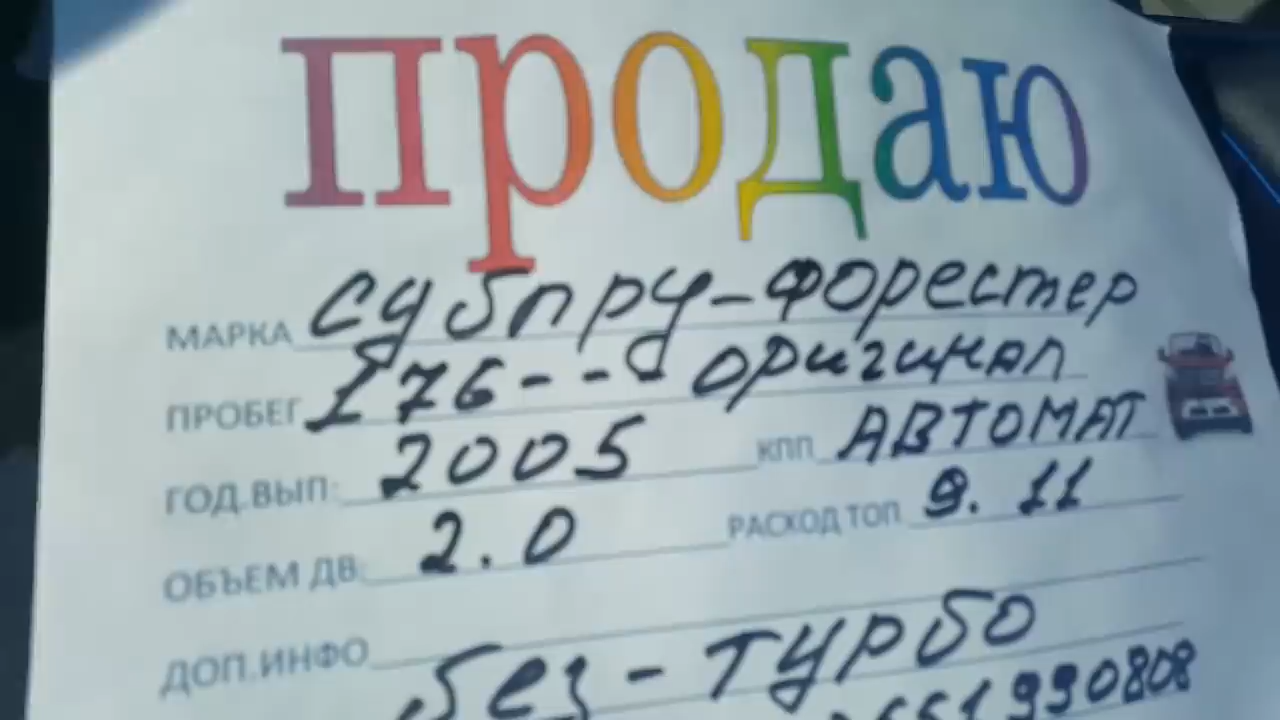 продаю
МАРКА субару-форестер
ПРОБЕГ 176--- оригинал
ГОД.ВЫП: 2005 КПП АВТОМАТ
ОБЪЕМ ДВ: 2.0 РАСХОД ТОП 9.11
ДОП.ИНФО
без-турбо